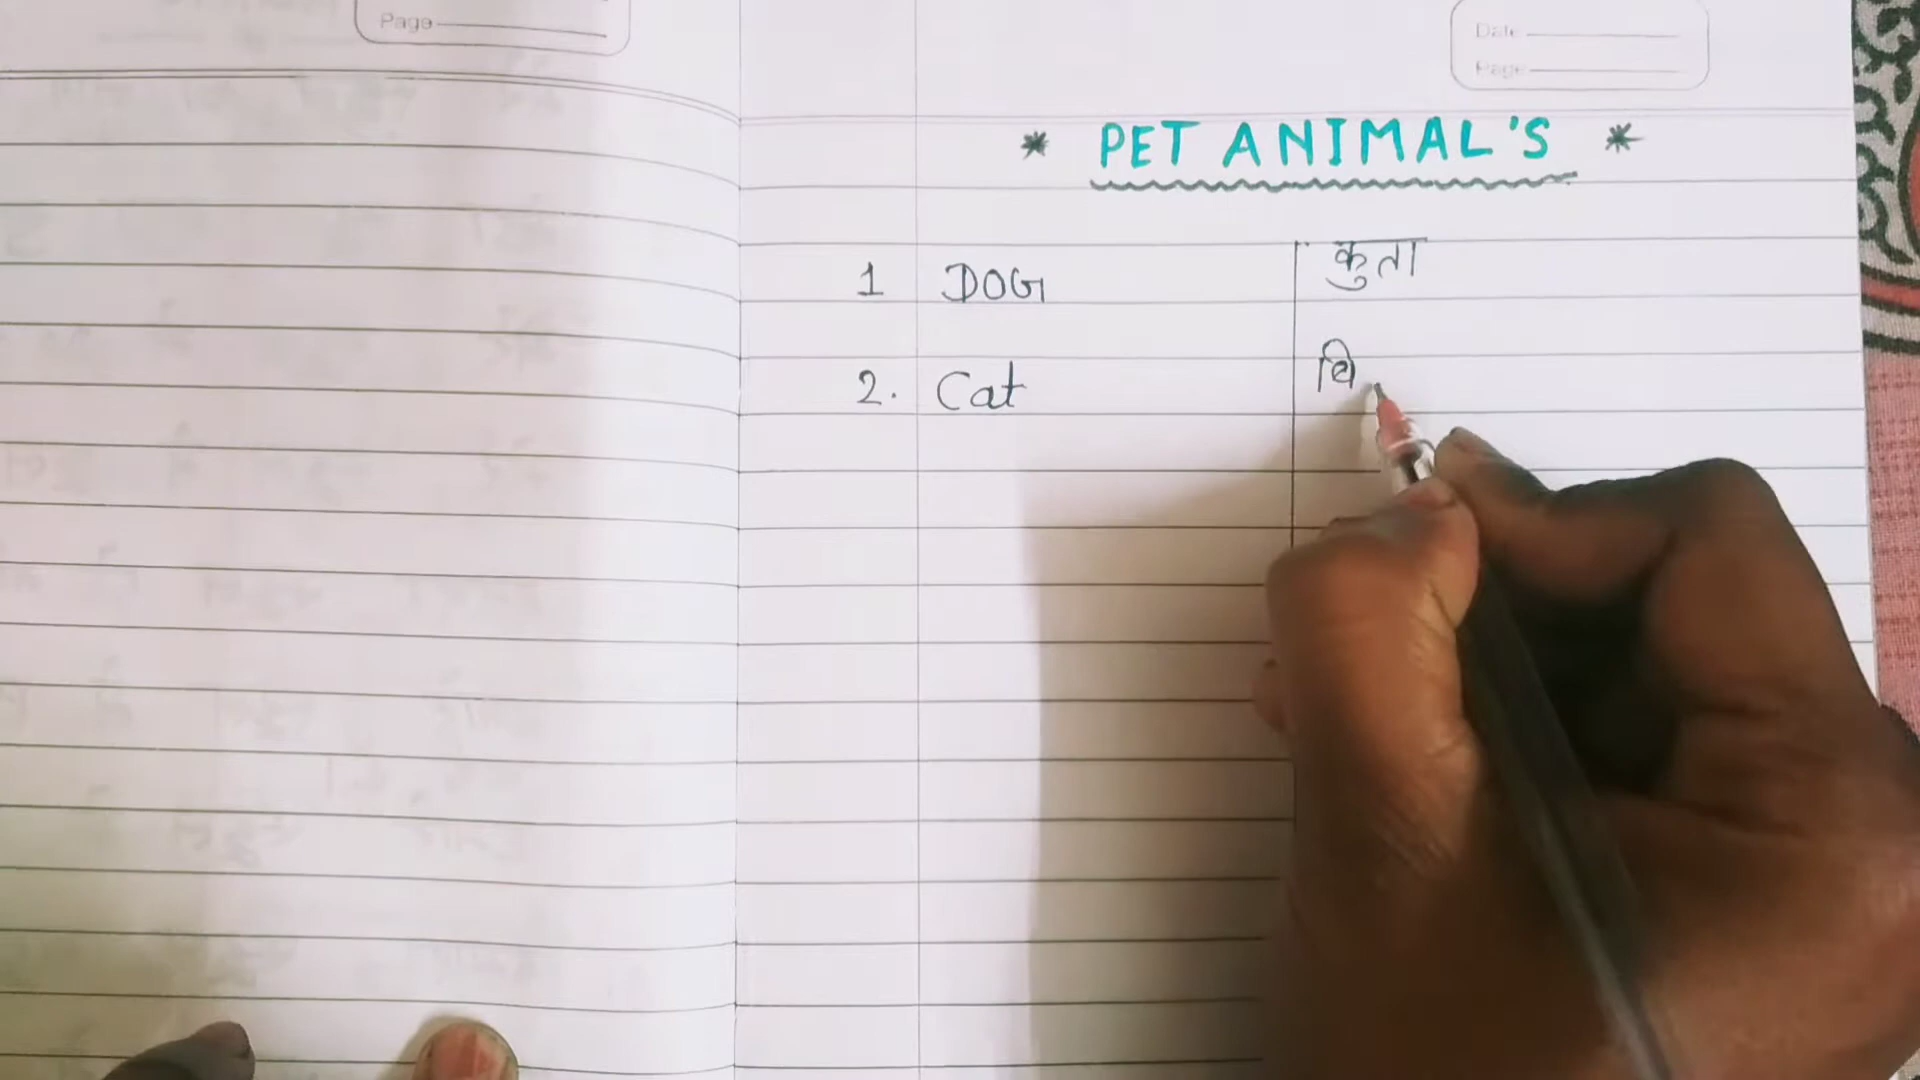 Page
Date
Page
* PET ANIMAL'S *
1 DOG कुता
2. Cat बि